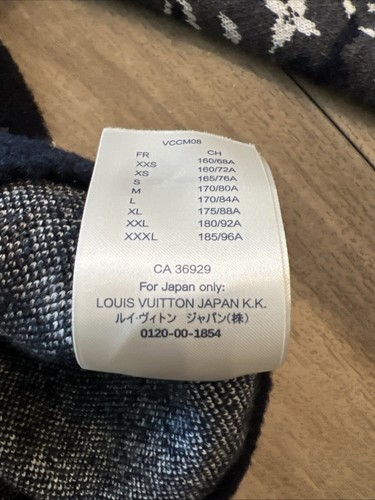 VCCM08
FR CH
XXS 160/68A
XS 160/72A
S 165/76A
M 170/80A
L 170/84A
XL 175/88A
XXL 180/92A
XXXL 185/96A
CA 36929
For Japan only:
LOUIS VUITTON JAPAN K.K.
ルイ・ヴィトン ジャパン(株)
0120-00-1854